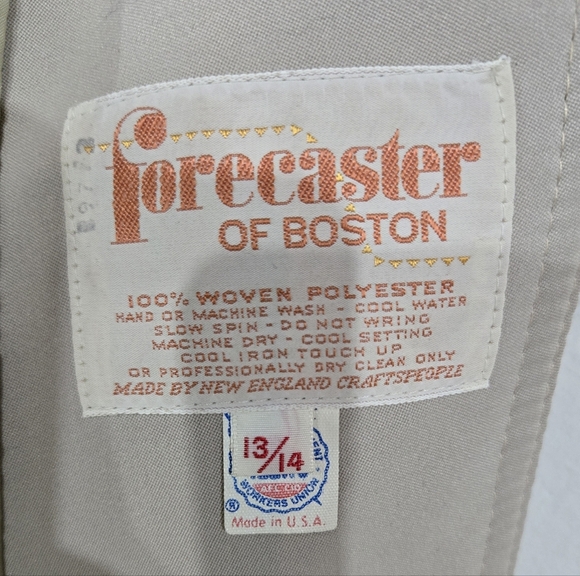 forecaster
OF BOSTON
100% WOVEN POLYESTER
HAND OR MACHINE WASH - COOL WATER
SLOW SPIN - DO NOT WRING
MACHINE DRY - COOL SETTING
COOL IRON TOUCH UP
OR PROFESSIONALLY DRY CLEAN ONLY
MADE BY NEW ENGLAND CRAFTSPEOPLE
13/14
AFL CIO
WORKERS UNION
®
Made in U.S.A.